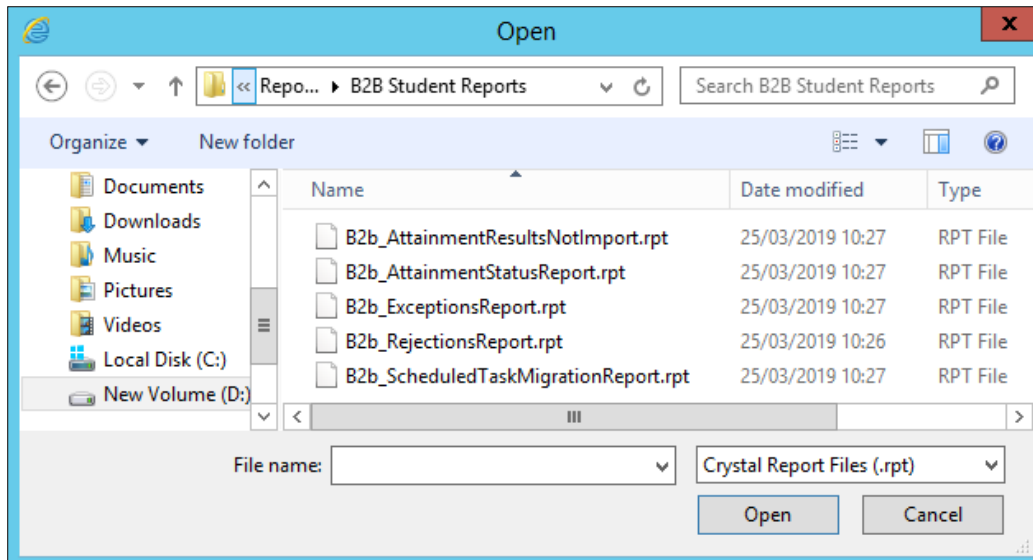 Open
x
« Repo... B2B Student Reports Search B2B Student Reports
Organize New folder
Documents Name Date modified Type
Downloads
B2b_AttainmentResultsNotImport.rpt 25/03/2019 10:27 RPT File
Music
B2b_AttainmentStatusReport.rpt 25/03/2019 10:27 RPT File
Pictures
B2b_ExceptionsReport.rpt 25/03/2019 10:27 RPT File
Videos
B2b_RejectionsReport.rpt 25/03/2019 10:26 RPT File
Local Disk (C:)
B2b_ScheduledTaskMigrationReport.rpt 25/03/2019 10:27 RPT File
New Volume (D:)
File name: Crystal Report Files (.rpt)
Open Cancel